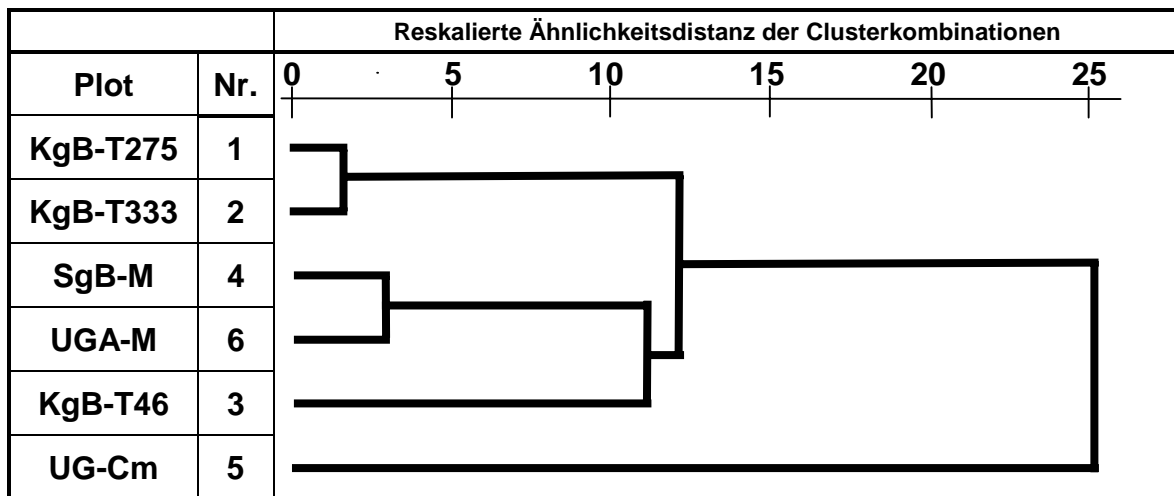 Reskalierte Ähnlichkeitsdistanz der Clusterkombinationen
Plot Nr. 0 5 10 15 20 25
KgB-T275 1
KgB-T333 2
SgB-M 4
UGA-M 6
KgB-T46 3
UG-Cm 5